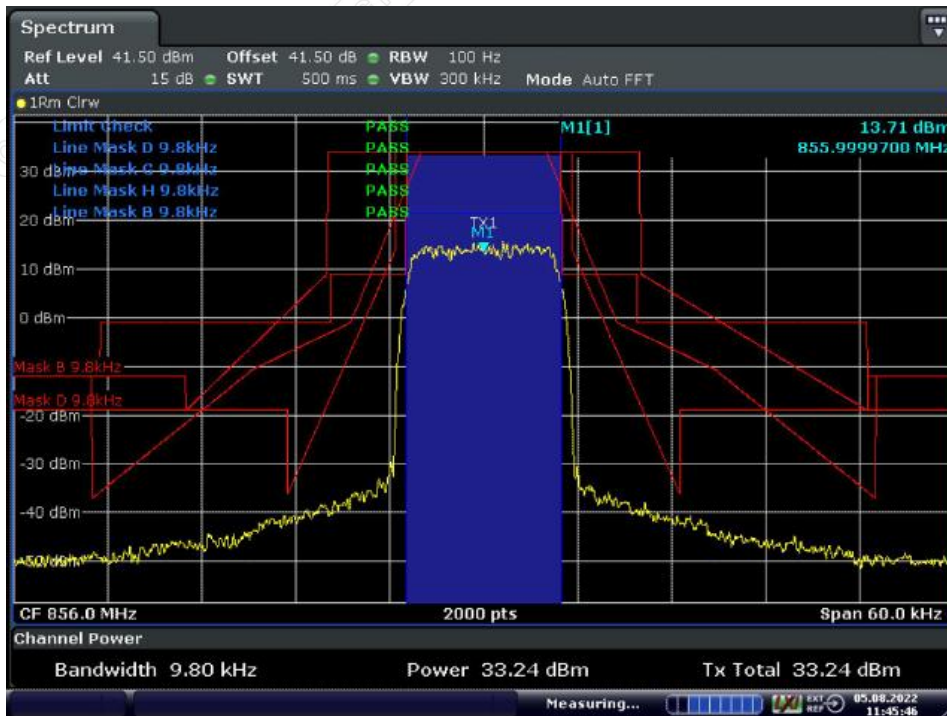 Spectrum
Ref Level 41.50 dBm Offset 41.50 dB RBW 100 Hz
Att 15 dB SWT 500 ms VBW 300 kHz Mode Auto FFT
1Rm Clrw
Limit Check PASS M1[1] 13.71 dBm
Line Mask D 9.8kHz PASS 855.9999700 MHz
30 dBm Line Mask G 9.8kHz PASS
Line Mask H 9.8kHz PASS
Line Mask B 9.8kHz PASS
20 dBm
TX1
M1
10 dBm
0 dBm
Mask B 9.8kHz
Mask D 9.8kHz
-20 dBm
-30 dBm
-40 dBm
-50 dBm
CF 856.0 MHz 2000 pts Span 60.0 kHz
Channel Power
Bandwidth 9.80 kHz Power 33.24 dBm Tx Total 33.24 dBm
Measuring... EXT REF 05.08.2022
11:45:46